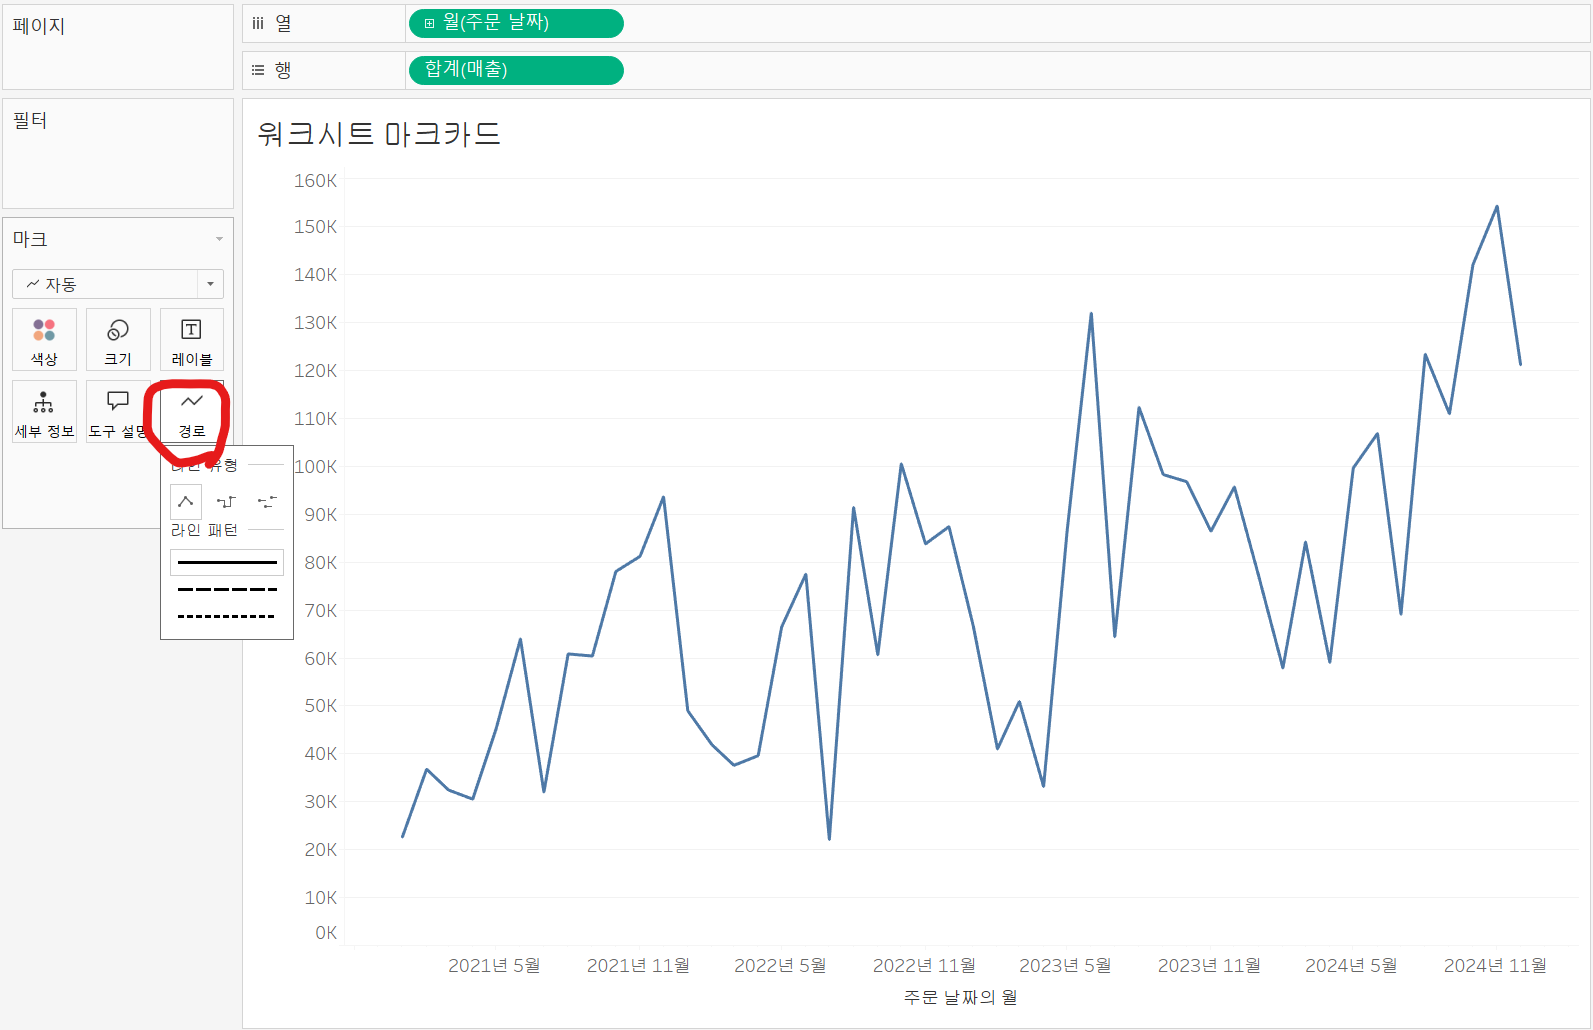 페이지
열
월(주문 날짜)
행
합계(매출)
필터
마크
자동
색상
크기
레이블
세부 정보
도구 설명
경로
라인 유형
라인 패턴
워크시트 마크카드
160K
150K
140K
130K
120K
110K
100K
90K
80K
70K
60K
50K
40K
30K
20K
10K
0K
2021년 5월
2021년 11월
2022년 5월
2022년 11월
2023년 5월
2023년 11월
2024년 5월
2024년 11월
주문 날짜의 월